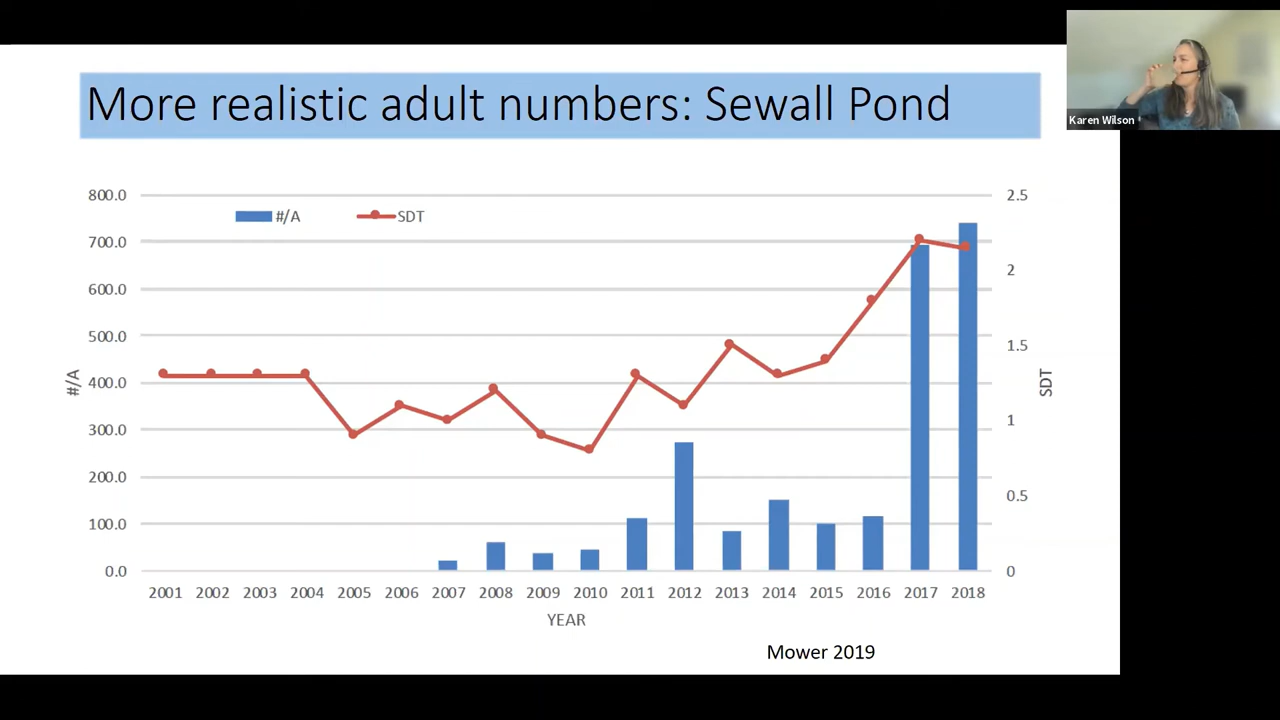 More realistic adult numbers: Sewall Pond
Karen Wilson
800.0
700.0
600.0
500.0
400.0
300.0
200.0
100.0
0.0
#/A
#/A
SDT
2.5
2
1.5
1
0.5
0
SDT
2001 2002 2003 2004 2005 2006 2007 2008 2009 2010 2011 2012 2013 2014 2015 2016 2017 2018
YEAR
Mower 2019